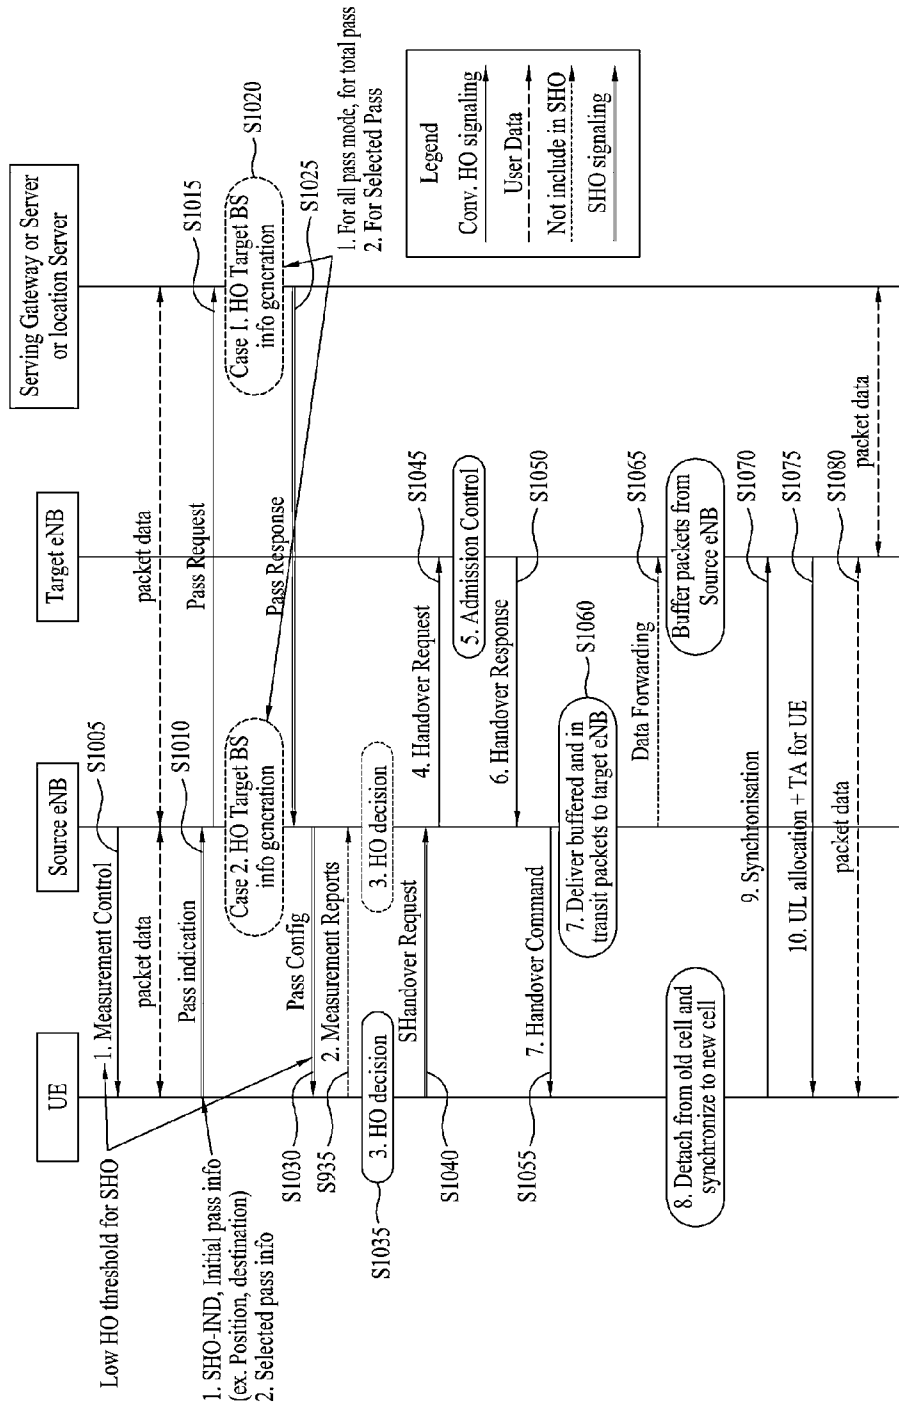 UE
Source eNB
Target eNB
Serving Gateway or Server
or location Server
Low HO threshold for SHO
1. Measurement Control
S1005
packet data
packet data
1. SHO-IND, Initial pass info
(ex. Position, destination)
2. Selected pass info
Pass indication
S1010
Pass Request
S1015
Case 2. HO Target BS
info generation
Case 1. HO Target BS
info generation
S1020
Pass Response
S1025
1. For all pass mode, for total pass
2. For Selected Pass
S1030
Pass Config
S935
2. Measurement Reports
S1035
3. HO decision
3. HO decision
S1040
SHandover Request
4. Handover Request
S1045
5. Admission Control
6. Handover Response
S1050
S1055
7. Handover Command
7. Deliver buffered and in
transit packets to target eNB
S1060
Data Forwarding
S1065
8. Detach from old cell and
synchronize to new cell
Buffer packets from
Source eNB
9. Synchronisation
S1070
10. UL allocation + TA for UE
S1075
packet data
S1080
packet data
Legend
Conv. HO signaling
User Data
Not include in SHO
SHO signaling